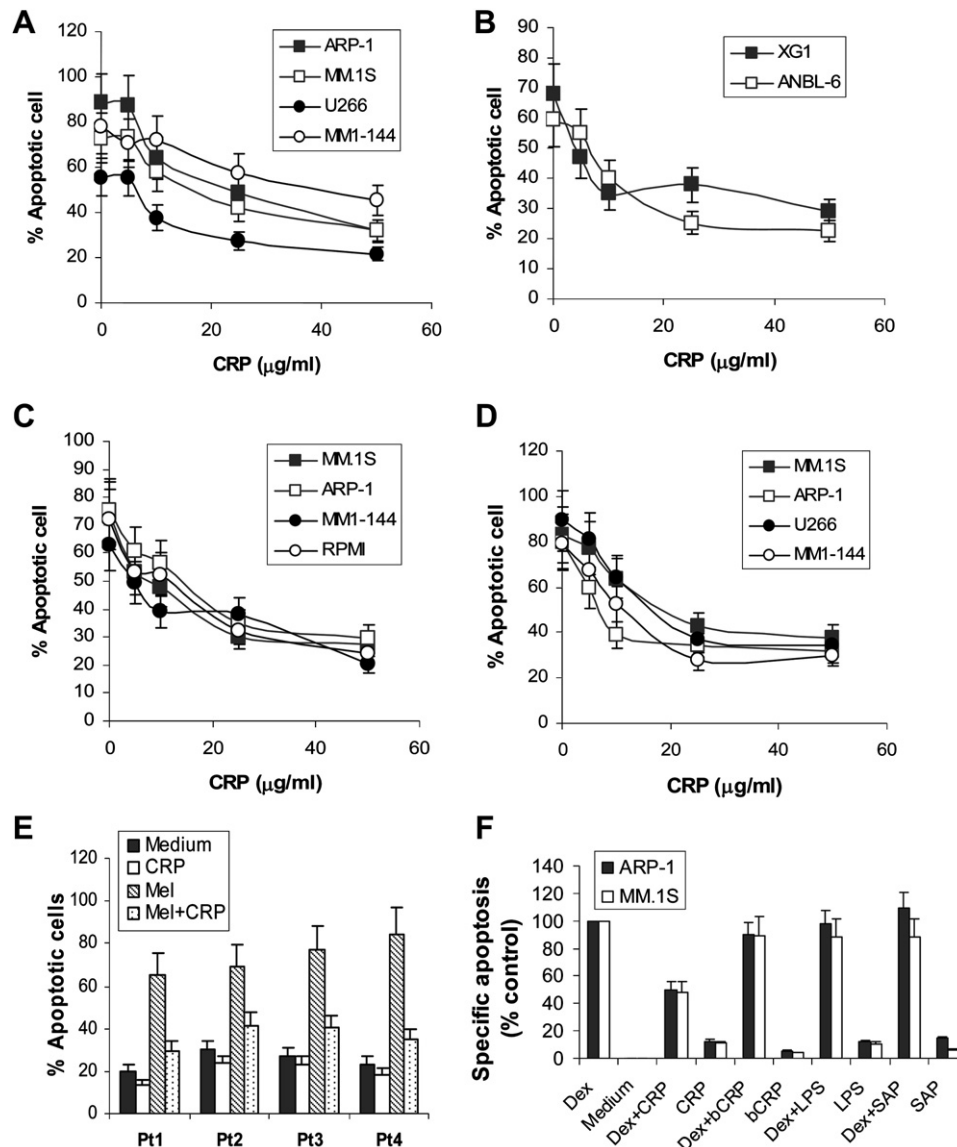 A
120
100
80
60
40
20
0
% Apoptotic cell
0 20 40 60
CRP (μg/ml)
ARP-1
MM.1S
U266
MM1-144
B
90
80
70
60
50
40
30
20
10
0
% Apoptotic cell
0 20 40 60
CRP (μg/ml)
XG1
ANBL-6
C
100
90
80
70
60
50
40
30
20
10
0
% Apoptotic cell
0 20 40 60
CRP (μg/ml)
MM.1S
ARP-1
MM1-144
RPMI
D
120
100
80
60
40
20
0
% Apoptotic cell
0 20 40 60
CRP (μg/ml)
MM.1S
ARP-1
U266
MM1-144
E
100
80
60
40
20
0
% Apoptotic cells
Medium
CRP
Mel
Mel+CRP
Pt1 Pt2 Pt3 Pt4
F
140
120
100
80
60
40
20
0
Specific apoptosis
(% control)
ARP-1
MM.1S
Dex
Medium
Dex+CRP
CRP
Dex+bCRP
bCRP
Dex+LPS
LPS
Dex+SAP
SAP